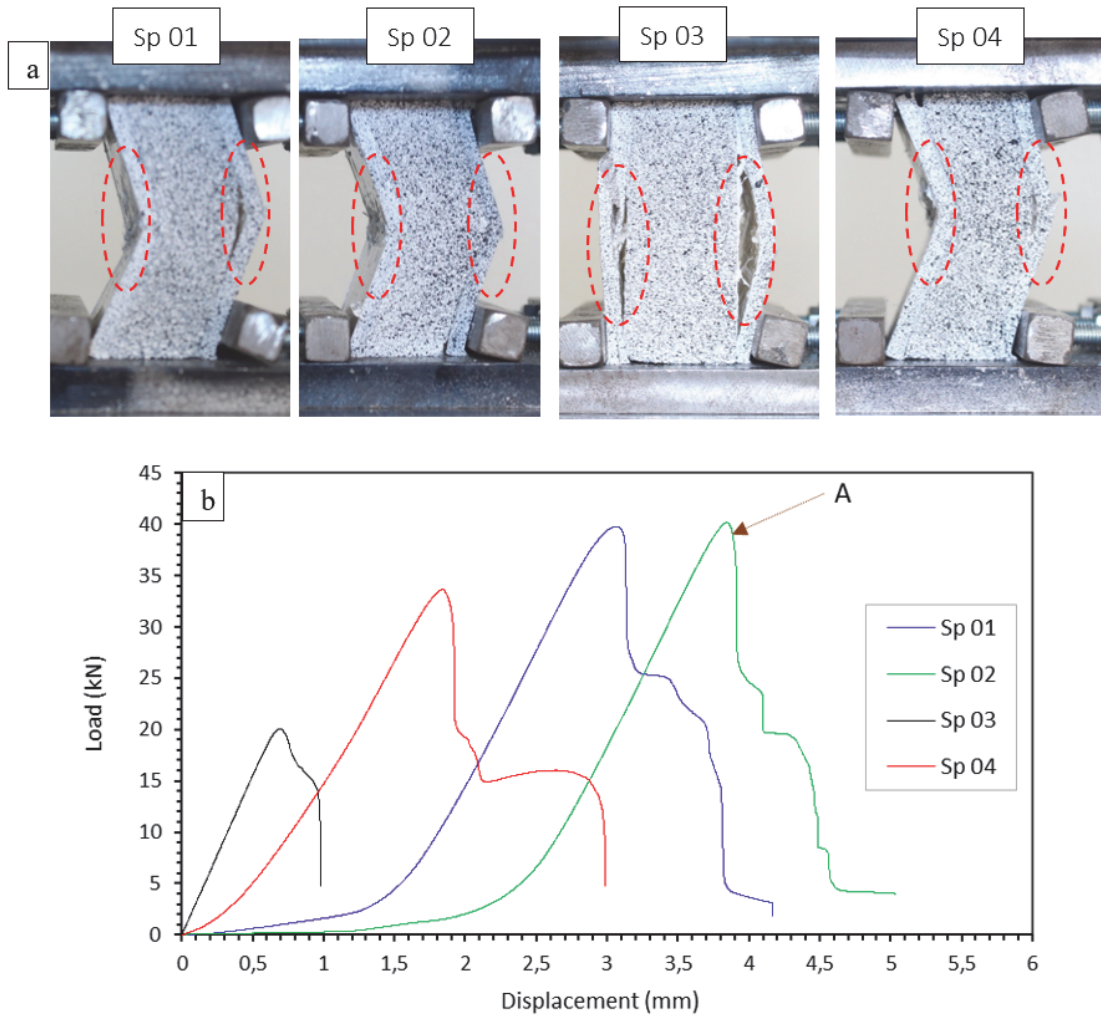 Sp 01
Sp 02
Sp 03
Sp 04
a
b
A
45
40
35
30
25
20
15
10
5
0
Load (kN)
Sp 01
Sp 02
Sp 03
Sp 04
0 0,5 1 1,5 2 2,5 3 3,5 4 4,5 5 5,5 6
Displacement (mm)